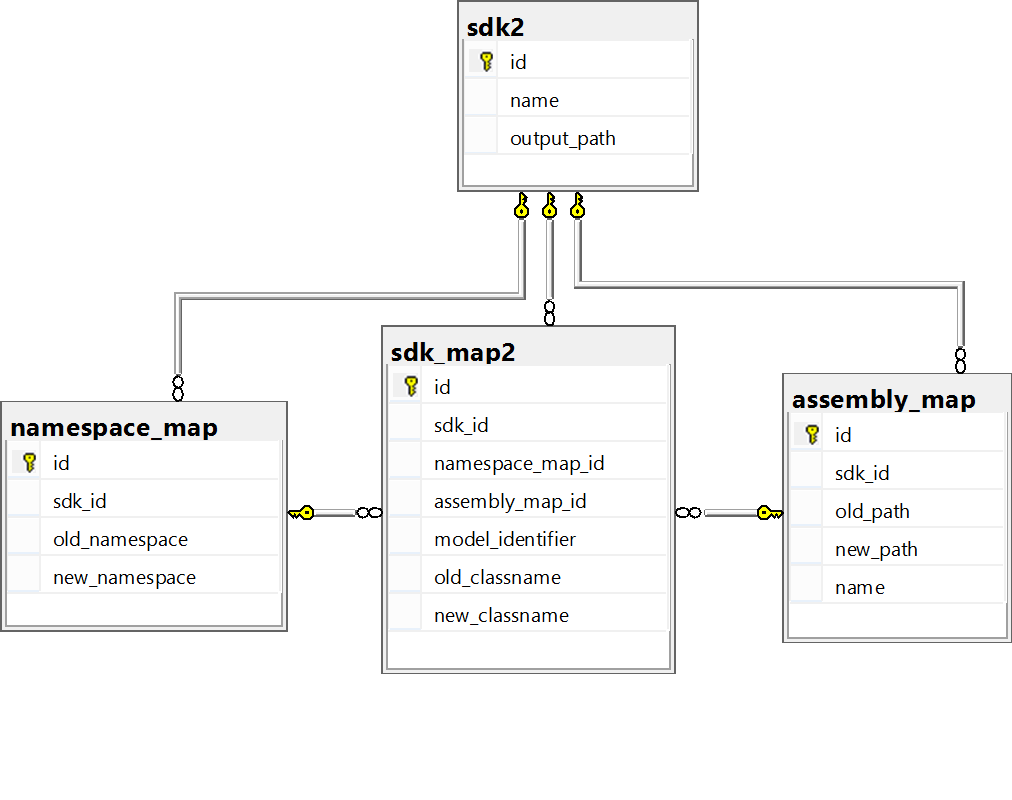 sdk2
id
name
output_path
sdk_map2
id
sdk_id
namespace_map_id
assembly_map_id
model_identifier
old_classname
new_classname
namespace_map
id
sdk_id
old_namespace
new_namespace
assembly_map
id
sdk_id
old_path
new_path
name